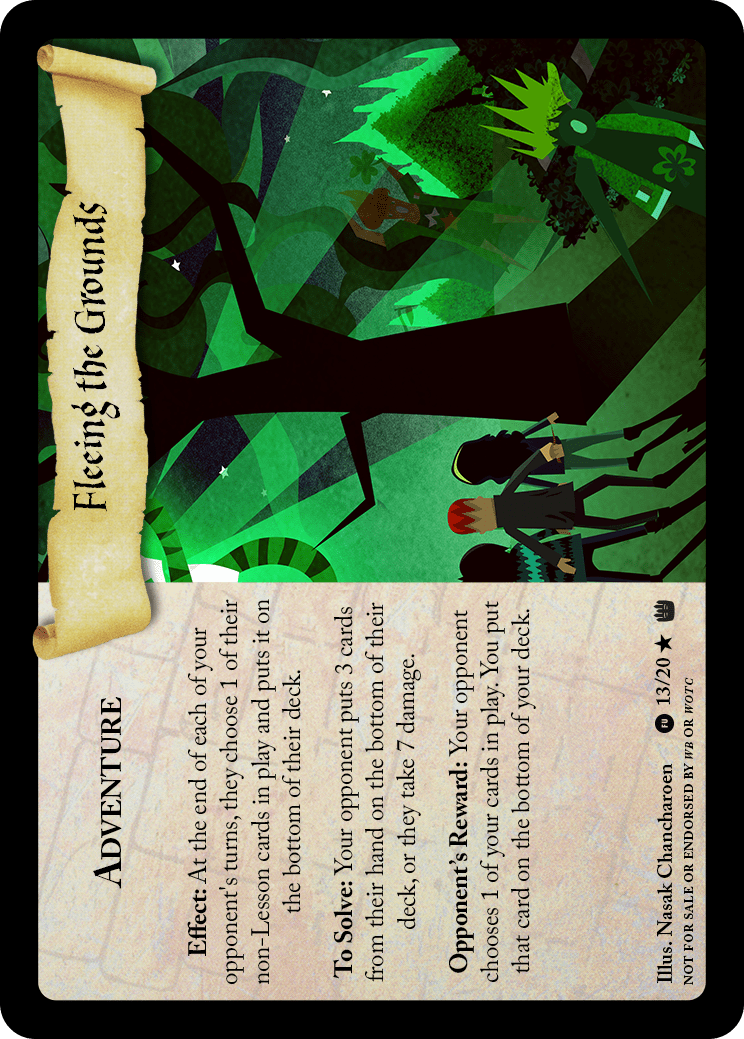 Fleeing the Grounds
ADVENTURE
Effect: At the end of each of your
opponent's turns, they choose 1 of their
non-Lesson cards in play and puts it on
the bottom of their deck.
To Solve: Your opponent puts 3 cards
from their hand on the bottom of their
deck, or they take 7 damage.
Opponent's Reward: Your opponent
chooses 1 of your cards in play. You put
that card on the bottom of your deck.
Illus. Nasak Chancharoen FU 13/20 ★
NOT FOR SALE OR ENDORSED BY WB OR WOTC